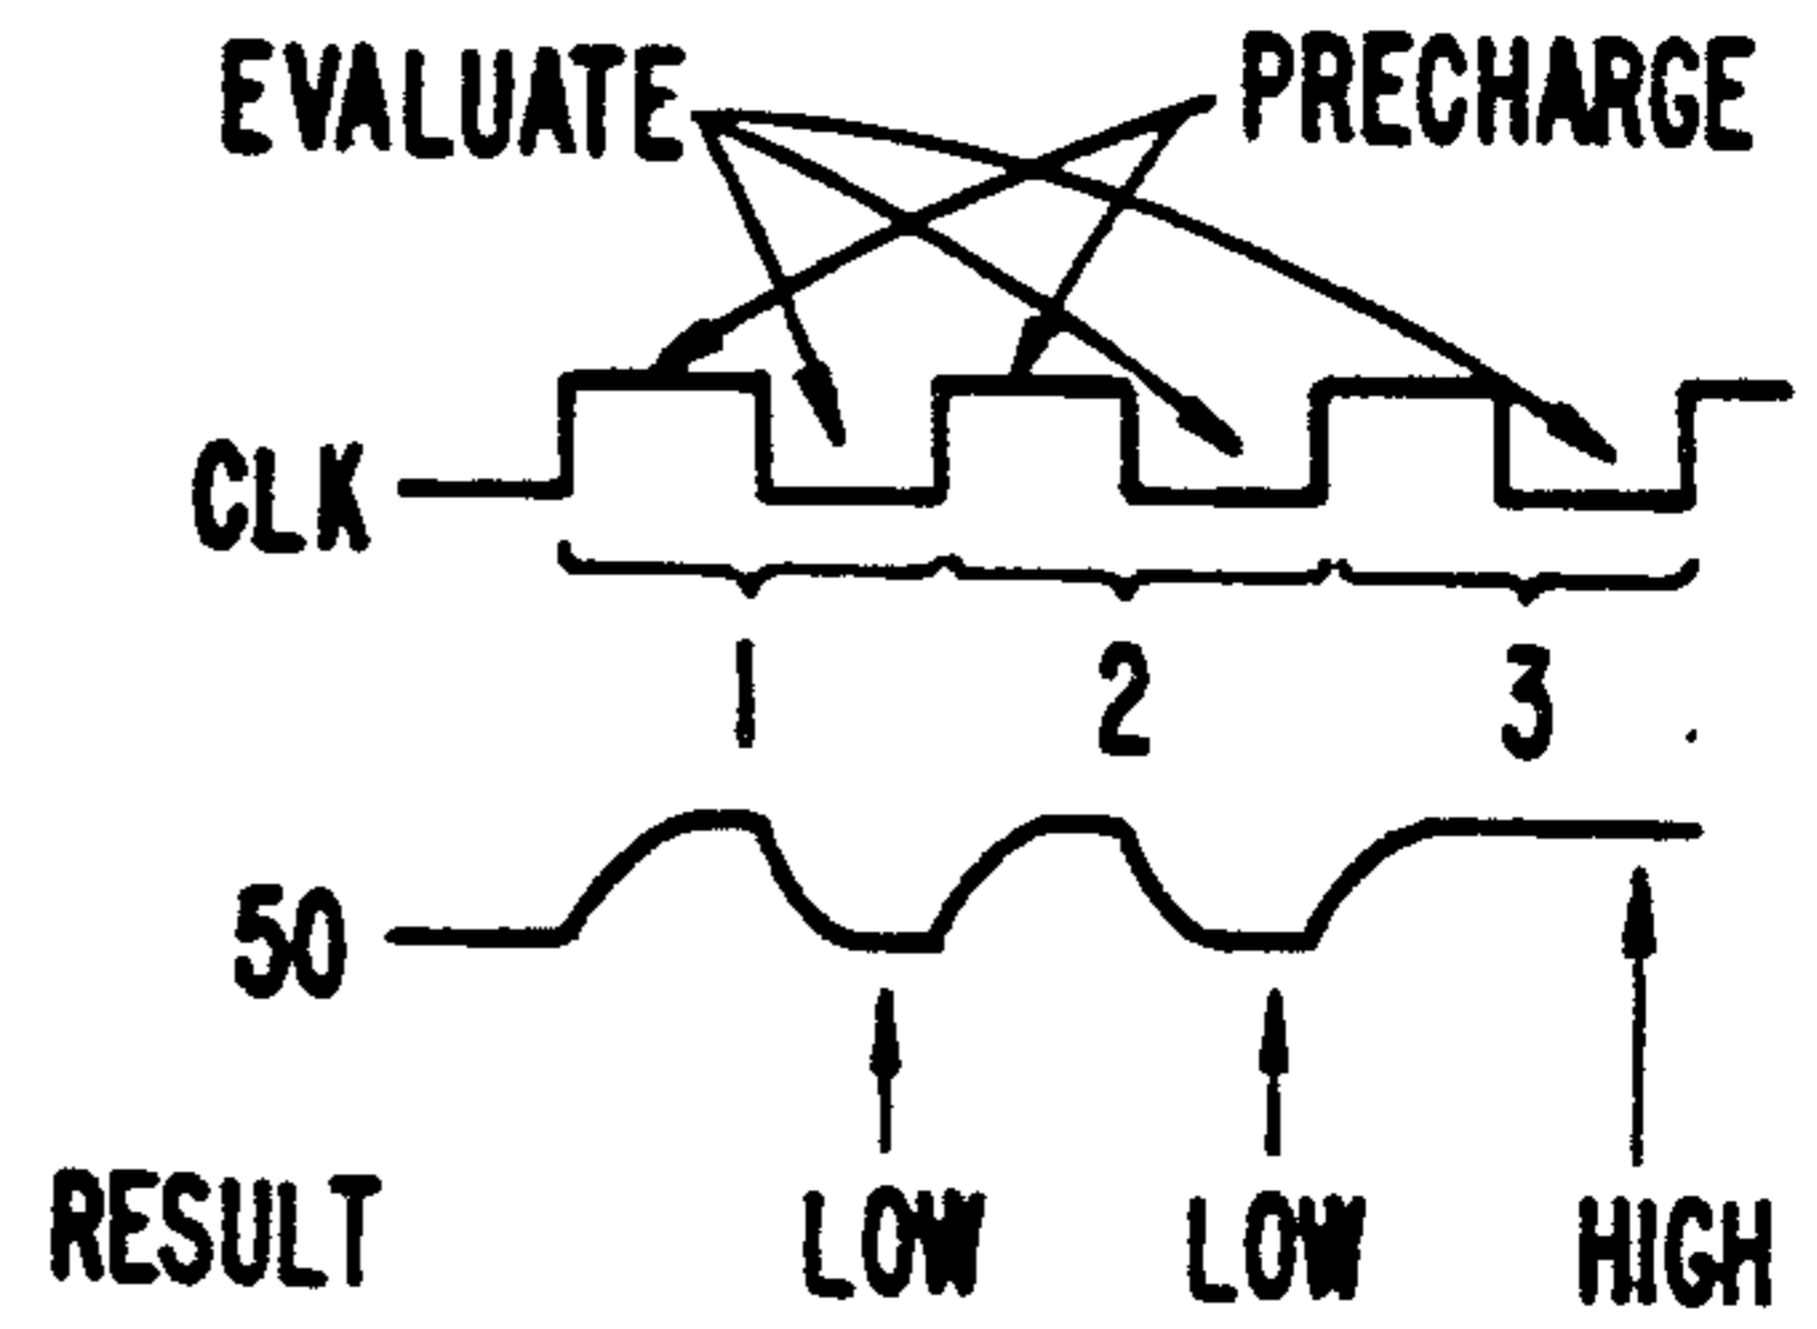 EVALUATE PRECHARGE
CLK
1 2 3
50
RESULT LOW LOW HIGH